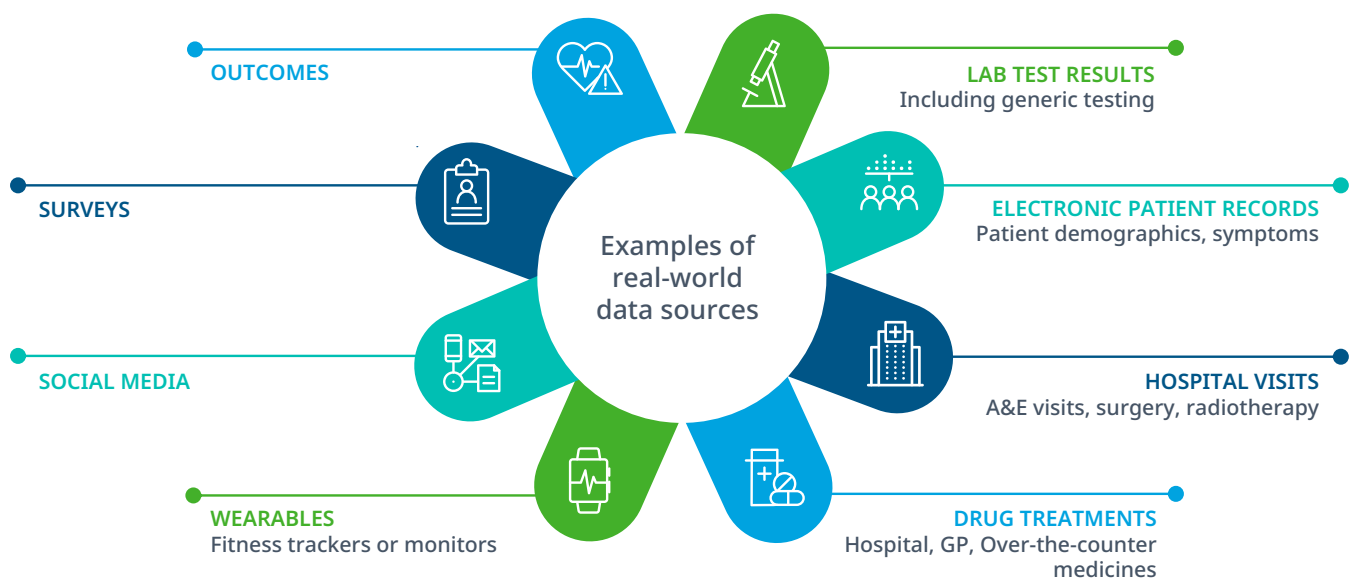 OUTCOMES
LAB TEST RESULTS
Including generic testing
SURVEYS
ELECTRONIC PATIENT RECORDS
Patient demographics, symptoms
Examples of
real-world
data sources
SOCIAL MEDIA
HOSPITAL VISITS
A&E visits, surgery, radiotherapy
WEARABLES
Fitness trackers or monitors
DRUG TREATMENTS
Hospital, GP, Over-the-counter
medicines